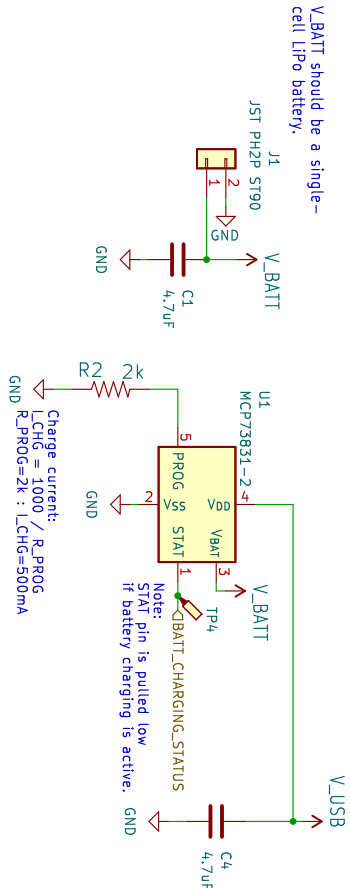 V_BATT should be a single-
cell LiPo battery.
J1
JST PH2P ST90
1
2
GND
V_BATT
GND
C1
4.7uF
R2
2k
GND
Charge current:
I_CHG = 1000 / R_PROG
R_PROG=2k : I_CHG=500mA
U1
MCP73831-2
5
PROG
4
VDD
2
VSS
GND
STAT
1
VBAT
3
V_BATT
TP4
BATT_CHARGING_STATUS
Note:
STAT pin is pulled low
if battery charging is active.
V_USB
GND
C4
4.7uF